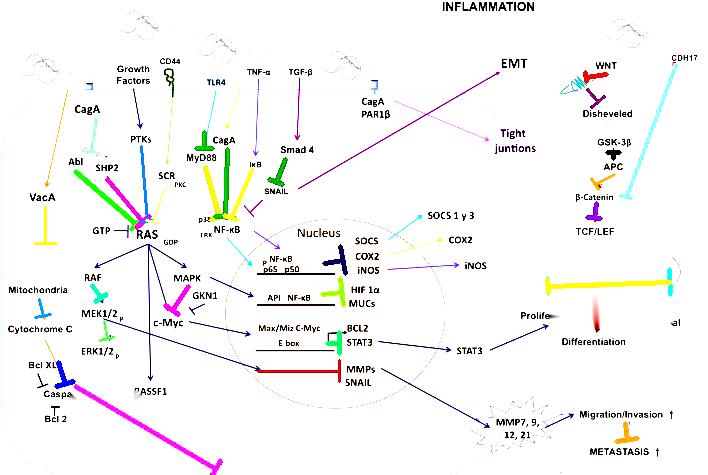 INFLAMMATION
CD44
Growth
Factors
TLR4
TNF-α
TGF-β
EMT
WNT
CDH17
CagA
CagA
PAR1β
Disheveled
PTKs
CagA
MyD88
IκB
Smad 4
Tight
juntions
GSK-3β
APC
Abl
SHP2
SCR
PKC
SNAIL
VacA
β-Catenin
TCF/LEF
GTP
RAS
GDP
p38
ERK
NF-κB
Nucleus
SOCS 1 y 3
COX2
iNOS
P NF-κB
p65 p50
SOCS
COX2
iNOS
RAF
MAPK
GKN1
API NF-κB
HIF 1α
MUCs
Mitochondria
Cytochrome C
MEK1/2 P
c-Myc
Max/Miz C-Myc
E box
BCL2
STAT3
STAT3
Prolife
Differentiation
al
ERK1/2 P
Bcl XL
Caspa
Bcl 2
RASSF1
MMPs
SNAIL
MMP7, 9,
12, 21
Migration/Invasion ↑
METASTASIS ↑